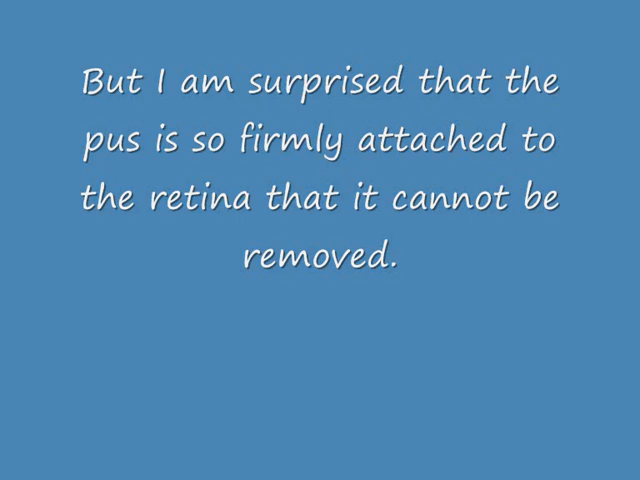 But I am surprised that the
pus is so firmly attached to
the retina that it cannot be
removed.